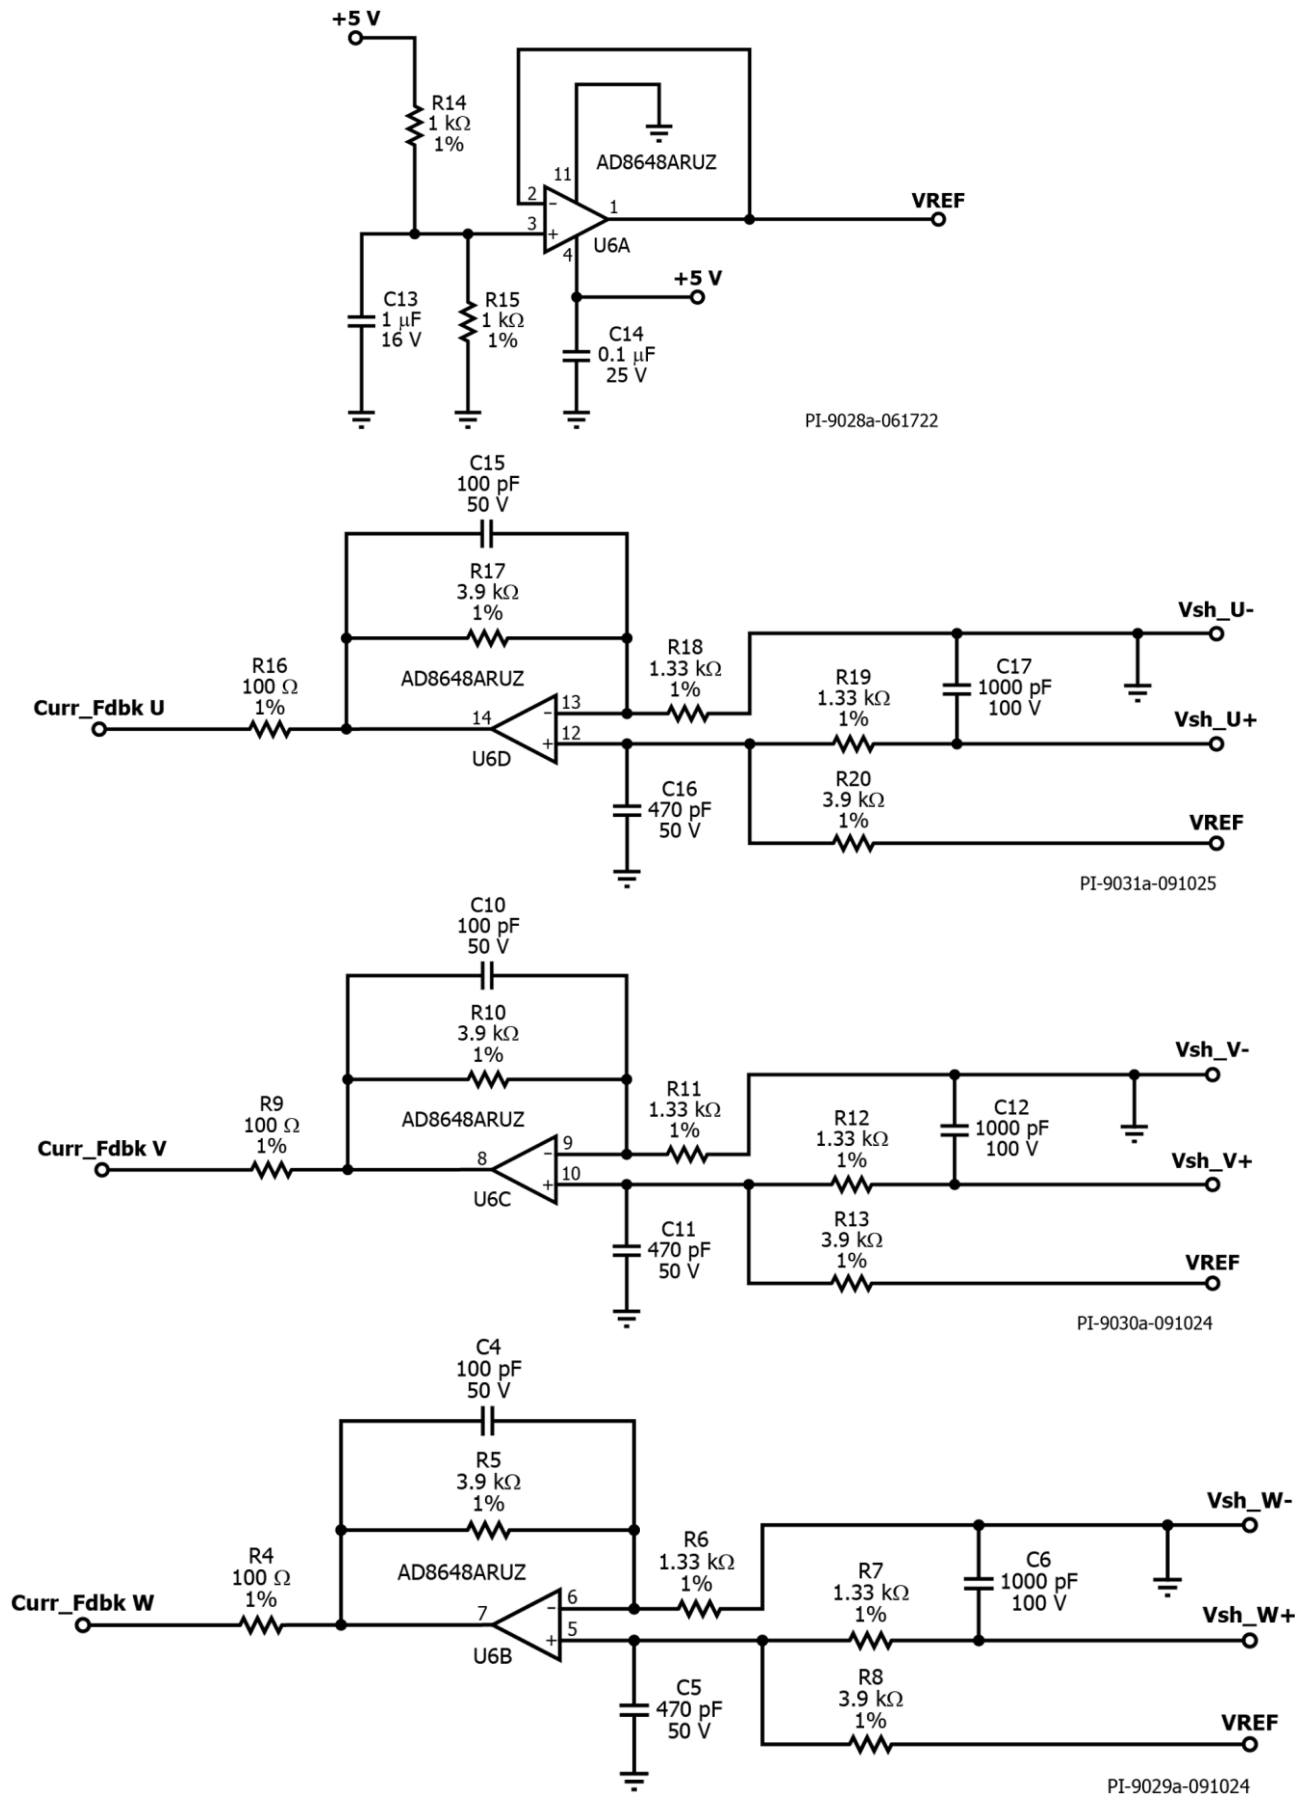 +5 V
R14
1 kΩ
1%
11
AD8648ARUZ
2
−
1
VREF
3
+
U6A
4
+5 V
C13
1 μF
16 V
R15
1 kΩ
1%
C14
0.1 μF
25 V
PI-9028a-061722
C15
100 pF
50 V
R17
3.9 kΩ
1%
Vsh_U-
R18
1.33 kΩ
1%
C17
1000 pF
100 V
R16
100 Ω
1%
AD8648ARUZ
R19
1.33 kΩ
1%
Curr_Fdbk U
14
-
13
+
12
Vsh_U+
U6D
R20
3.9 kΩ
1%
C16
470 pF
50 V
VREF
PI-9031a-091025
C10
100 pF
50 V
R10
3.9 kΩ
1%
Vsh_V-
R11
1.33 kΩ
1%
C12
1000 pF
100 V
R9
100 Ω
1%
AD8648ARUZ
R12
1.33 kΩ
1%
Curr_Fdbk V
8
-
9
+
10
Vsh_V+
U6C
R13
3.9 kΩ
1%
C11
470 pF
50 V
VREF
PI-9030a-091024
C4
100 pF
50 V
R5
3.9 kΩ
1%
Vsh_W-
R6
1.33 kΩ
1%
C6
1000 pF
100 V
R4
100 Ω
1%
AD8648ARUZ
R7
1.33 kΩ
1%
Curr_Fdbk W
7
-
6
+
5
Vsh_W+
U6B
R8
3.9 kΩ
1%
C5
470 pF
50 V
VREF
PI-9029a-091024